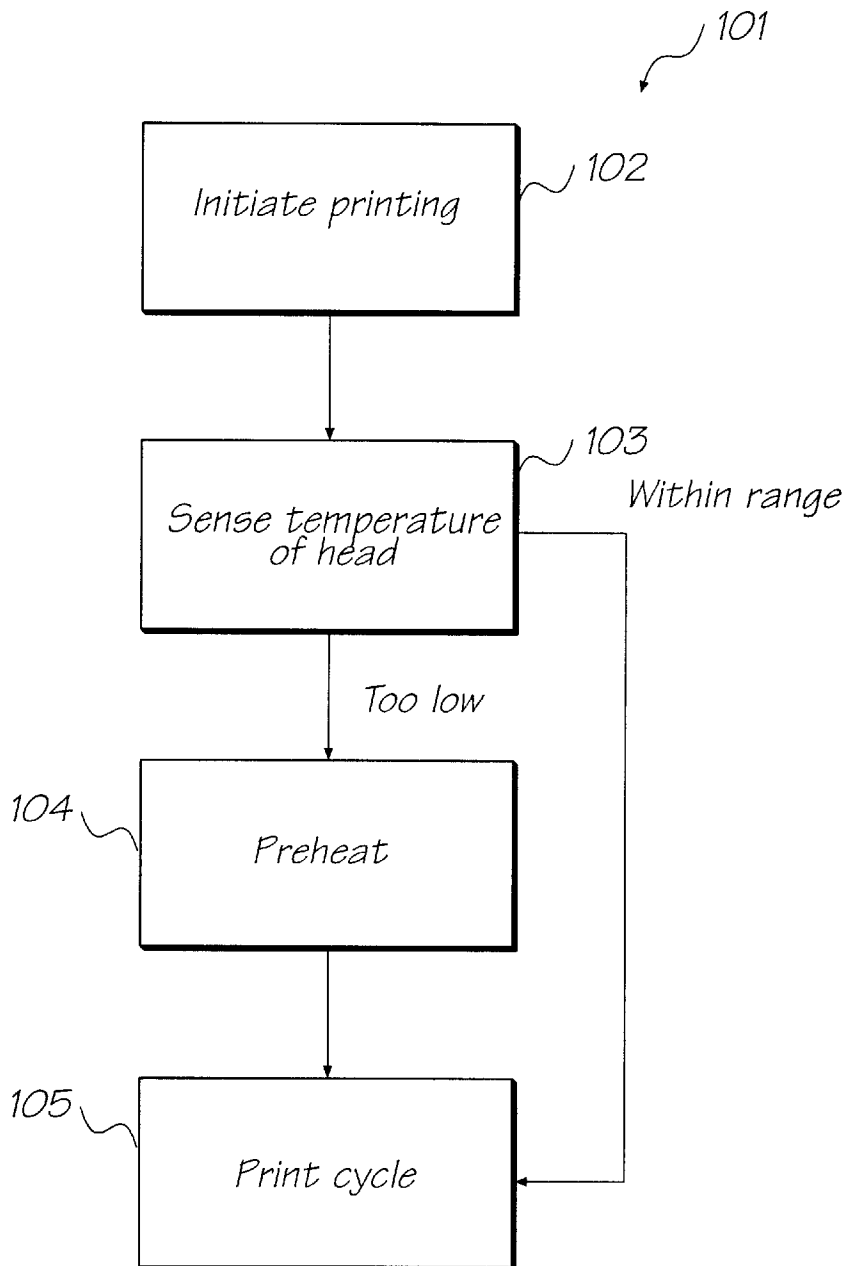 101
Initiate printing
102
103
Within range
Sense temperature
of head
Too low
104
Preheat
105
Print cycle